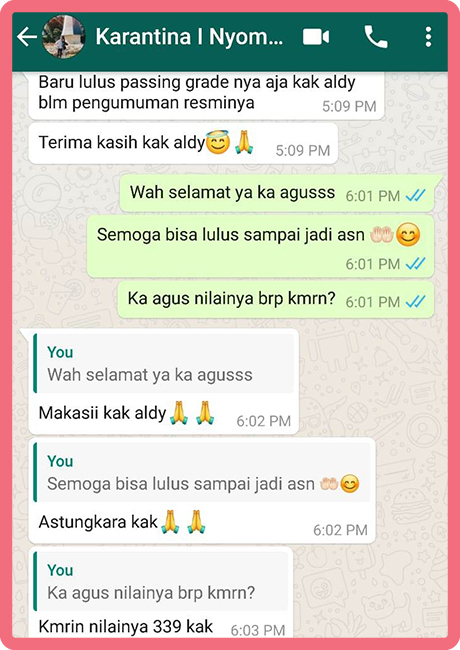 Karantina I Nyom...
Baru lulus passing grade nya aja kak aldy
blm pengumuman resminya
5:09 PM
Terima kasih kak aldy😇🙏
5:09 PM
Wah selamat ya ka agusss
6:01 PM
Semoga bisa lulus sampai jadi asn 🤲🏻😊
6:01 PM
Ka agus nilainya brp kmrn?
6:01 PM
You
Wah selamat ya ka agusss
Makasii kak aldy🙏 🙏
6:02 PM
You
Semoga bisa lulus sampai jadi asn 🤲🏻😊
Astungkara kak🙏 🙏
6:02 PM
You
Ka agus nilainya brp kmrn?
Kmrin nilainya 339 kak
6:03 PM